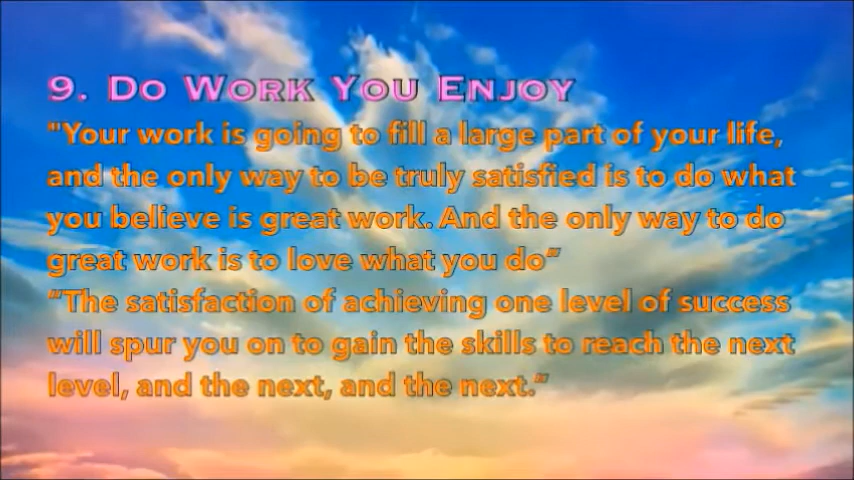 9. Do Work You Enjoy
"Your work is going to fill a large part of your life,
and the only way to be truly satisfied is to do what
you believe is great work. And the only way to do
great work is to love what you do”
“The satisfaction of achieving one level of success
will spur you on to gain the skills to reach the next
level, and the next, and the next.”